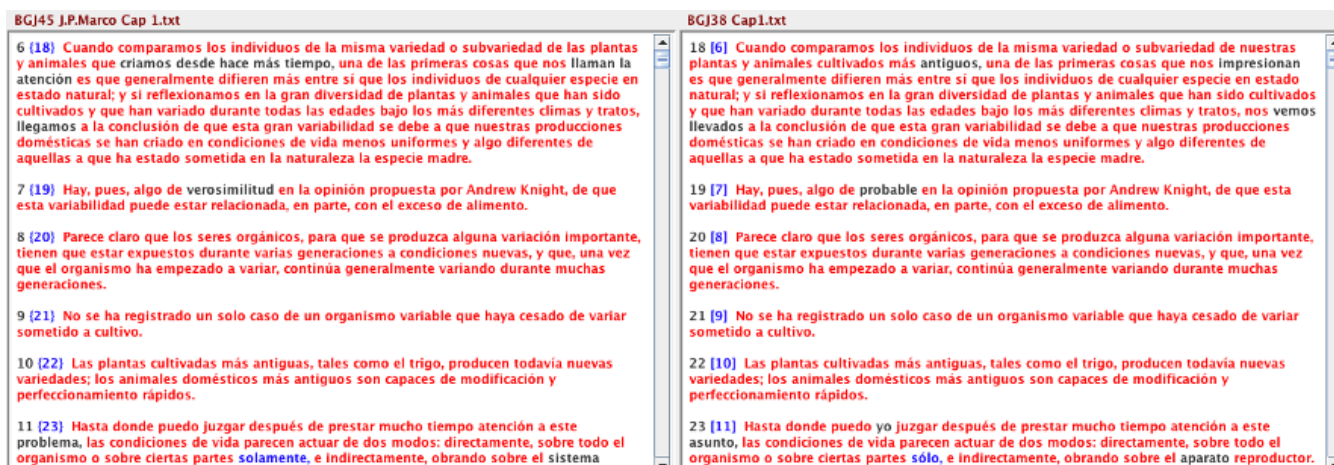 BGJ45 J.P.Marco Cap 1.txt
6 {18} Cuando comparamos los individuos de la misma variedad o subvariedad de las plantas
y animales que criamos desde hace más tiempo, una de las primeras cosas que nos llaman la
atención es que generalmente difieren más entre sí que los individuos de cualquier especie en
estado natural; y si reflexionamos en la gran diversidad de plantas y animales que han sido
cultivados y que han variado durante todas las edades bajo los más diferentes climas y tratos,
llegamos a la conclusión de que esta gran variabilidad se debe a que nuestras producciones
domésticas se han criado en condiciones de vida menos uniformes y algo diferentes de
aquellas a que ha estado sometida en la naturaleza la especie madre.
7 {19} Hay, pues, algo de verosimilitud en la opinión propuesta por Andrew Knight, de que
esta variabilidad puede estar relacionada, en parte, con el exceso de alimento.
8 {20} Parece claro que los seres orgánicos, para que se produzca alguna variación importante,
tienen que estar expuestos durante varias generaciones a condiciones nuevas, y que, una vez
que el organismo ha empezado a variar, continúa generalmente variando durante muchas
generaciones.
9 {21} No se ha registrado un solo caso de un organismo variable que haya cesado de variar
sometido a cultivo.
10 {22} Las plantas cultivadas más antiguas, tales como el trigo, producen todavía nuevas
variedades; los animales domésticos más antiguos son capaces de modificación y
perfeccionamiento rápidos.
11 {23} Hasta donde puedo juzgar después de prestar mucho tiempo atención a este
problema, las condiciones de vida parecen actuar de dos modos: directamente, sobre todo el
organismo o sobre ciertas partes solamente, e indirectamente, obrando sobre el sistema
BGJ38 Cap1.txt
18 [6] Cuando comparamos los individuos de la misma variedad o subvariedad de nuestras
plantas y animales cultivados más antiguos, una de las primeras cosas que nos impresionan
es que generalmente difieren más entre sí que los individuos de cualquier especie en estado
natural; y si reflexionamos en la gran diversidad de plantas y animales que han sido cultivados
y que han variado durante todas las edades bajo los más diferentes climas y tratos, nos vemos
llevados a la conclusión de que esta gran variabilidad se debe a que nuestras producciones
domésticas se han criado en condiciones de vida menos uniformes y algo diferentes de
aquellas a que ha estado sometida en la naturaleza la especie madre.
19 [7] Hay, pues, algo de probable en la opinión propuesta por Andrew Knight, de que esta
variabilidad puede estar relacionada, en parte, con el exceso de alimento.
20 [8] Parece claro que los seres orgánicos, para que se produzca alguna variación importante,
tienen que estar expuestos durante varias generaciones a condiciones nuevas, y que, una vez
que el organismo ha empezado a variar, continúa generalmente variando durante muchas
generaciones.
21 [9] No se ha registrado un solo caso de un organismo variable que haya cesado de variar
sometido a cultivo.
22 [10] Las plantas cultivadas más antiguas, tales como el trigo, producen todavía nuevas
variedades; los animales domésticos más antiguos son capaces de modificación y
perfeccionamiento rápidos.
23 [11] Hasta donde puedo yo juzgar después de prestar mucho tiempo atención a este
asunto, las condiciones de vida parecen actuar de dos modos: directamente, sobre todo el
organismo o sobre ciertas partes sólo, e indirectamente, obrando sobre el aparato reproductor.